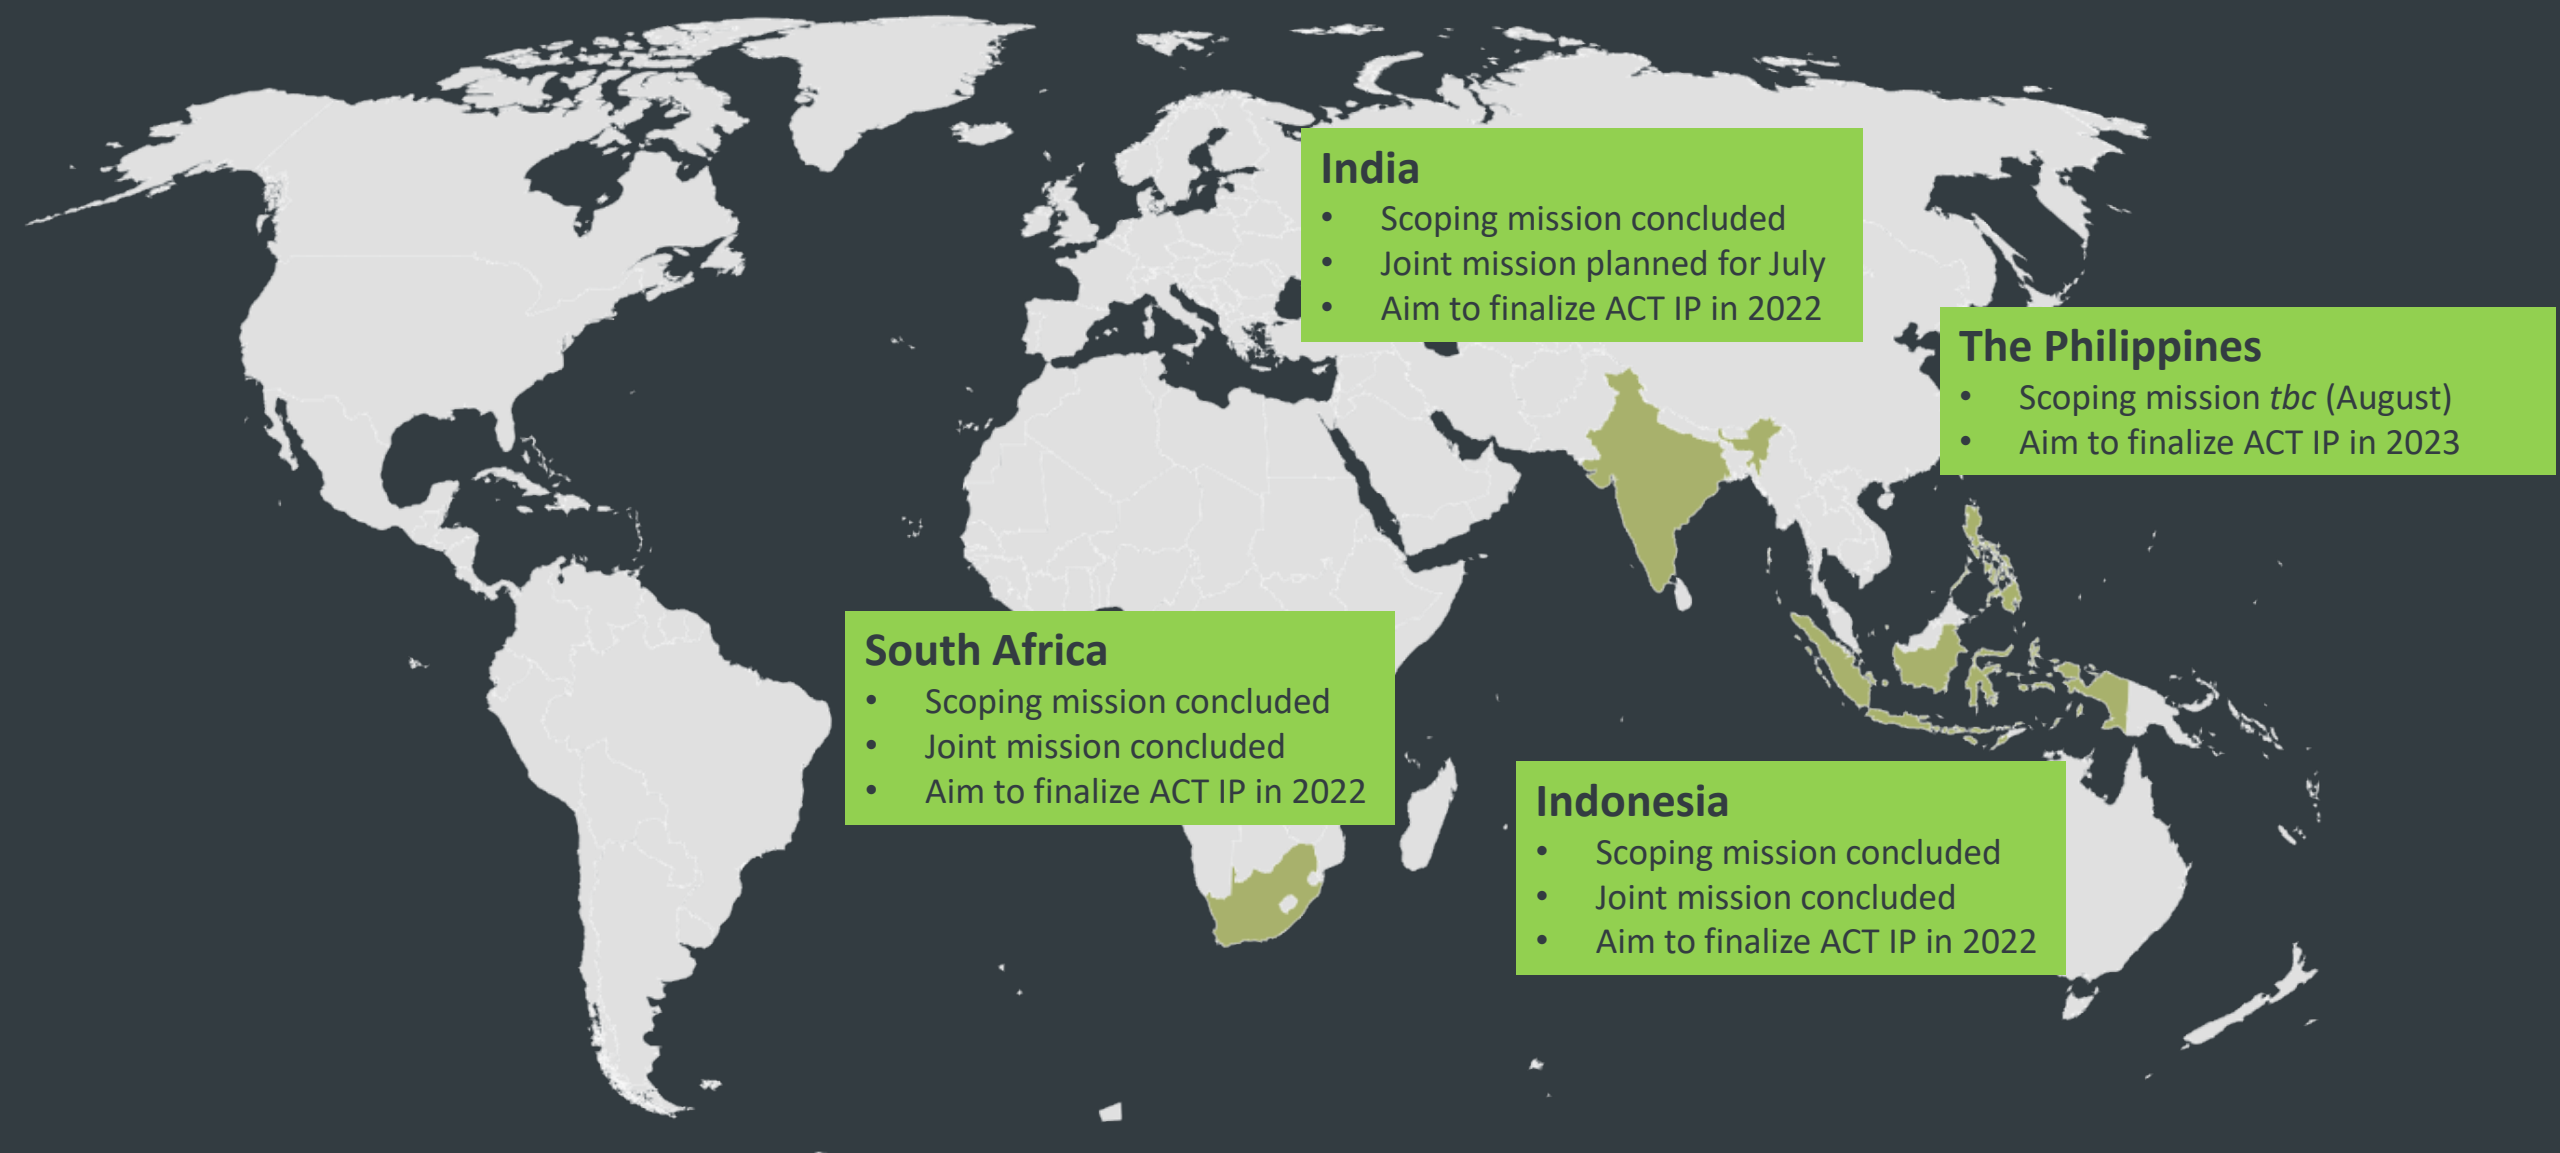 India
• Scoping mission concluded
• Joint mission planned for July
• Aim to finalize ACT IP in 2022
The Philippines
• Scoping mission tbc (August)
• Aim to finalize ACT IP in 2023
South Africa
• Scoping mission concluded
• Joint mission concluded
• Aim to finalize ACT IP in 2022
Indonesia
• Scoping mission concluded
• Joint mission concluded
• Aim to finalize ACT IP in 2022